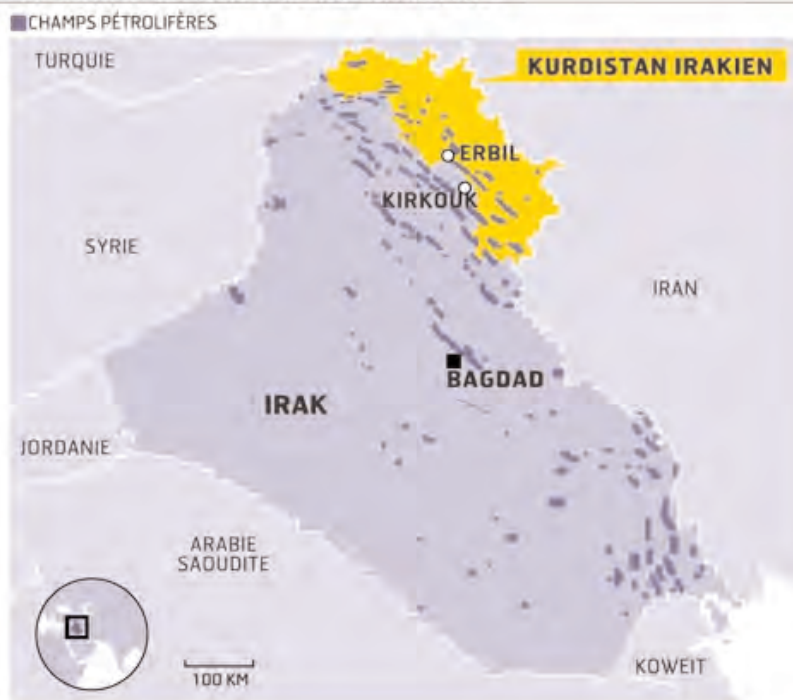 CHAMPS PÉTROLIFÈRES
TURQUIE
KURDISTAN IRAKIEN
ERBIL
KIRKOUK
SYRIE
IRAN
BAGDAD
IRAK
JORDANIE
ARABIE
SAOUDITE
100 KM
KOWEIT